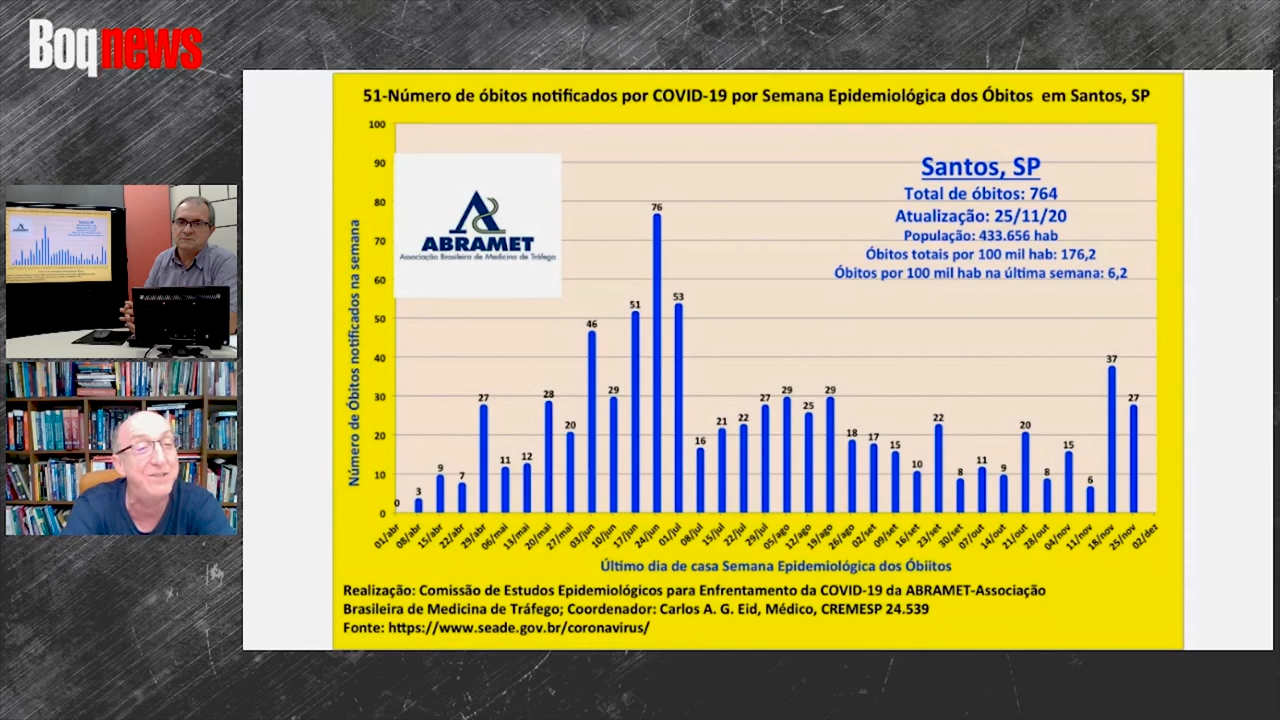 Boqnews
51-Número de óbitos notificados por COVID-19 por Semana Epidemiológica dos Óbitos em Santos, SP
Número de Óbitos notificados na semana
100
90
80
70
60
50
40
30
20
10
0
ABRAMET
Associação Brasileira de Medicina de Tráfego
Santos, SP
Total de óbitos: 764
Atualização: 25/11/20
População: 433.656 hab
Óbitos totais por 100 mil hab: 176,2
Óbitos por 100 mil hab na última semana: 6,2
0 3 9 7 27 11 12 28 20 46 29 51 76 53 16 21 22 27 29 25 29 18 17 15 10 22 8 11 9 20 8 15 6 37 27
01/abr 08/abr 15/abr 22/abr 29/abr 06/mai 13/mai 20/mai 27/mai 03/jun 10/jun 17/jun 24/jun 01/jul 08/jul 15/jul 22/jul 29/jul 05/ago 12/ago 19/ago 26/ago 02/set 09/set 16/set 23/set 30/set 07/out 14/out 21/out 28/out 04/nov 11/nov 18/nov 25/nov 02/dez
Último dia de casa Semana Epidemiológica dos Óbiitos
Realização: Comissão de Estudos Epidemiológicos para Enfrentamento da COVID-19 da ABRAMET-Associação
Brasileira de Medicina de Tráfego; Coordenador: Carlos A. G. Eid, Médico, CREMESP 24.539
Fonte: https://www.seade.gov.br/coronavirus/